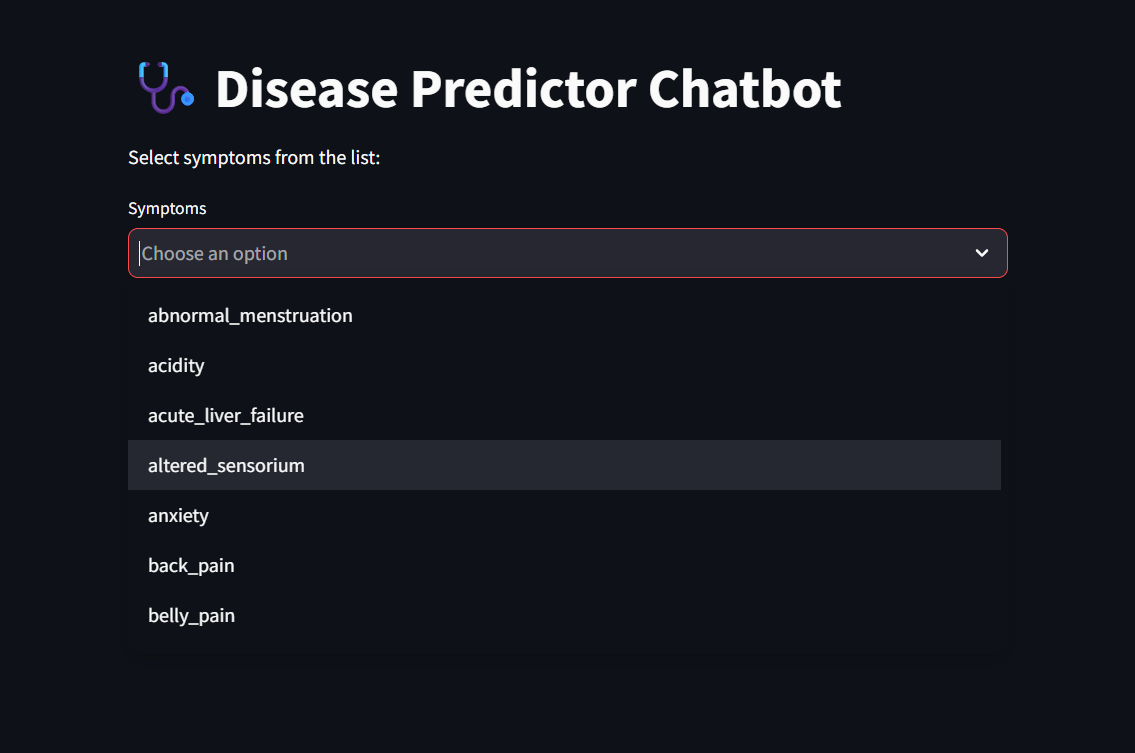 Disease Predictor Chatbot
Select symptoms from the list:
Symptoms
Choose an option
abnormal_menstruation
acidity
acute_liver_failure
altered_sensorium
anxiety
back_pain
belly_pain